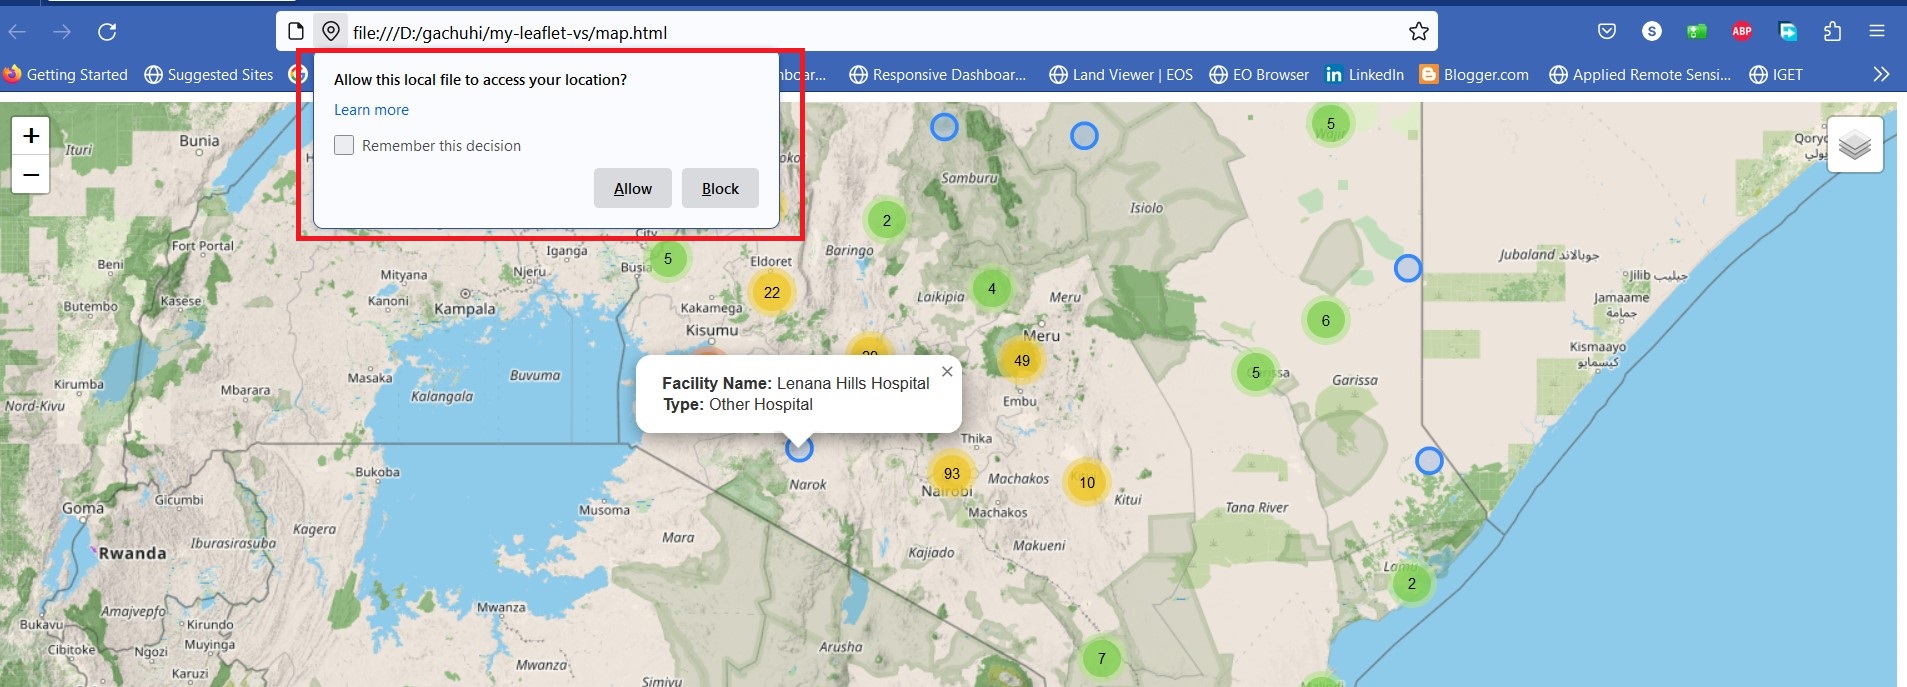 file:///D:/gachuhi/my-leaflet-vs/map.html
S
ABP
Getting Started
Suggested Sites
Responsive Dashboar...
Land Viewer | EOS
EO Browser
LinkedIn
Blogger.com
Applied Remote Sensi...
IGET
Allow this local file to access your location?
Learn more
Remember this decision
Allow
Block
+
−
Ituri
Bunia
5
Qoryo
Samburu
Isiolo
2
City
Fort Portal
Iganga
Busia
5
Eldoret
Baringo
Jubaland جوبالاند
Beni
Mityana
Njeru
Jilib جيليب
Butembo
Kasese
Kanoni
Kampala
22
Kakamega
Laikipia
4
Meru
Jamaame
جمامة
Kisumu
6
Meru
Kismaayo
كيسمايو
Kirumba
Mbarara
Masaka
Buvuma
49
5
Garissa
Nord-Kivu
Kalangala
Embu
Facility Name: Lenana Hills Hospital
Type: Other Hospital
Thika
Bukoba
Narok
93
Nairobi
Machakos
10
Kitui
Gicumbi
Goma
Musoma
Machakos
Tana River
Kagera
Iburasirasuba
Rwanda
Mara
Kajiado
Makueni
Lamu
2
Amajyepfo
Mwanza
Bukavu
Kirundo
Cibitoke
Ngozi
Muyinga
Arusha
7
Karuzi
Mwanza
Simiyu